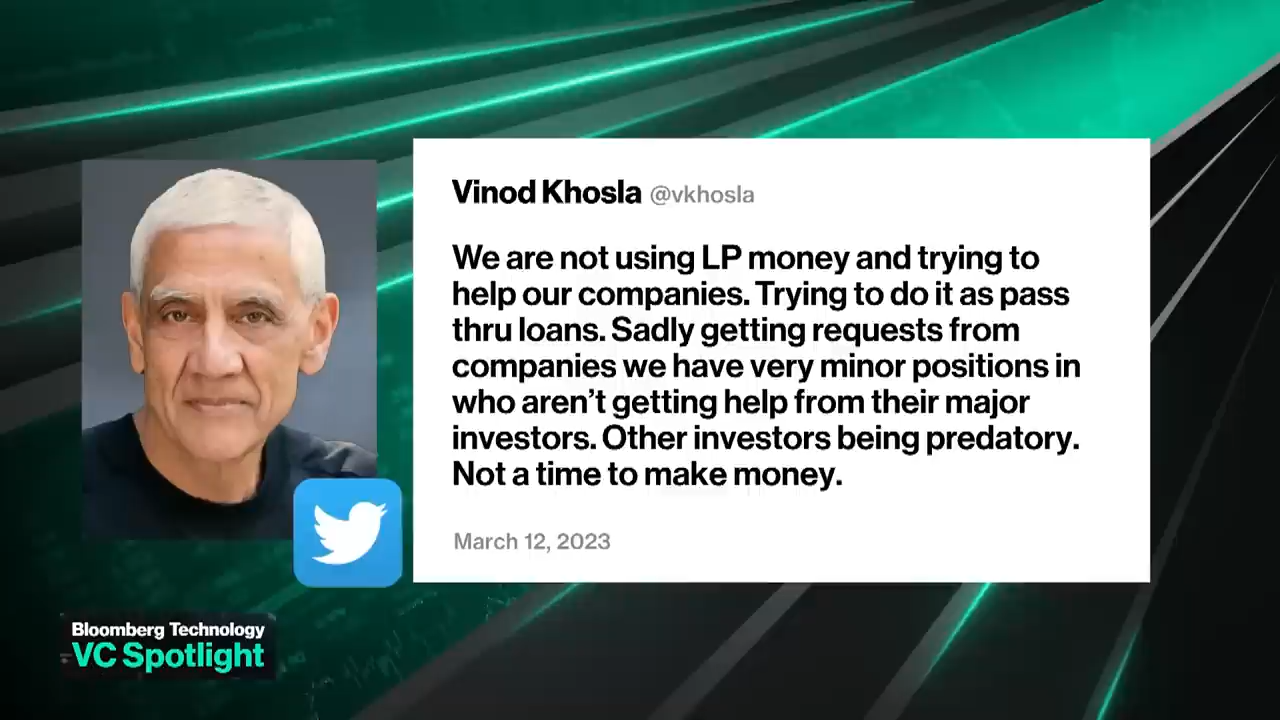 Vinod Khosla @vkhosla
We are not using LP money and trying to
help our companies. Trying to do it as pass
thru loans. Sadly getting requests from
companies we have very minor positions in
who aren’t getting help from their major
investors. Other investors being predatory.
Not a time to make money.
March 12, 2023
Bloomberg Technology
VC Spotlight